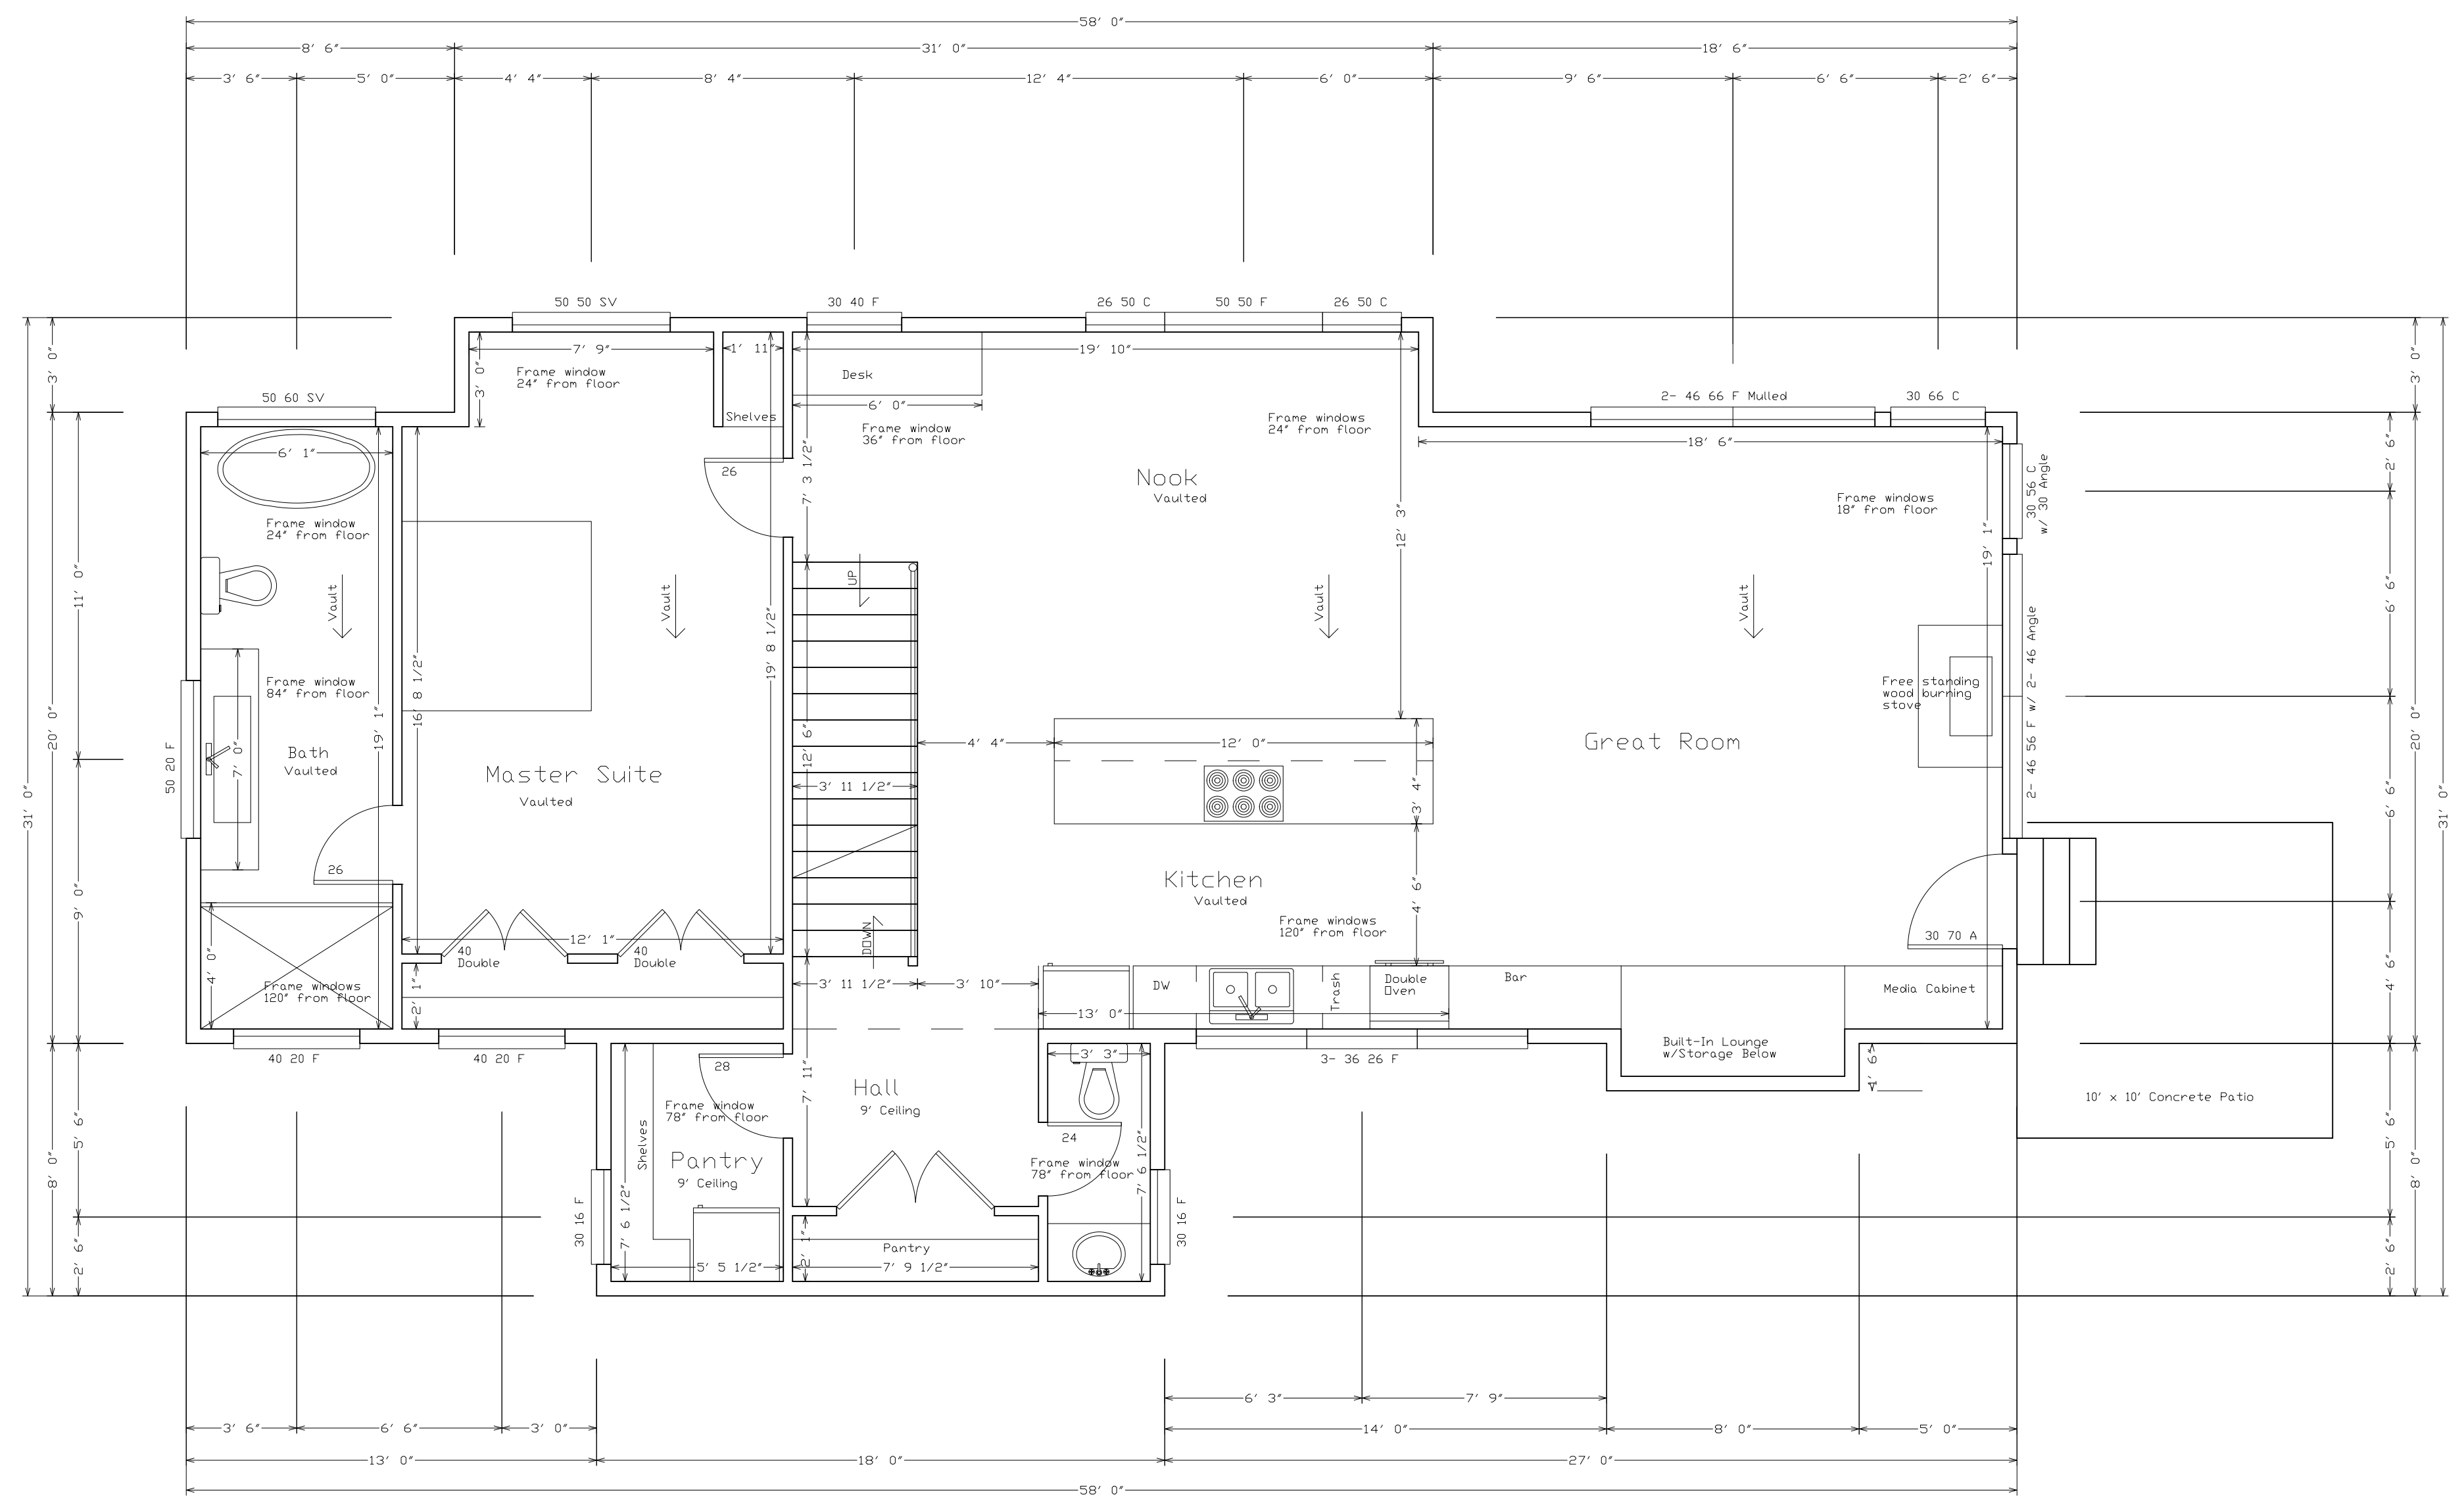 58' 0"
8' 6" 31' 0" 18' 6"
3' 6" 5' 0" 4' 4" 8' 4" 12' 4" 6' 0" 9' 6" 6' 6" 2' 6"
50 50 SV 30 40 F 26 50 C 50 50 F 26 50 C
7' 9" 1' 11" 19' 10"
3' 0"
3' 0"
3' 0"
3' 0"
Frame window
24" from floor
Desk
6' 0"
Shelves
50 60 SV
2- 46 66 F Mulled 30 66 C
Frame window
36" from floor
Frame windows
24" from floor
18' 6"
6' 1"
26
7' 3 1/2"
Nook
Vaulted
12' 3"
Frame windows
18" from floor
30 56 C
w/ 30 Angle
2' 6"
Frame window
24" from floor
11' 0"
Vault
Vault
UP
Vault
Vault
19' 1"
6' 6"
19' 8 1/2"
Frame window
84" from floor
16' 8 1/2"
Free standing
wood burning
stove
2- 46 56 F w/ 2- 46 Angle
20' 0"
20' 0"
31' 0"
31' 0"
50 20 F
7' 0"
19' 1"
Bath
Vaulted
Master Suite
Vaulted
12' 6"
3' 11 1/2"
4' 4" 12' 0"
3' 4"
Great Room
6' 6"
26
9' 0"
Kitchen
Vaulted
4' 6"
Frame windows
120" from floor
30 70 A
4' 6"
DOWN
12' 1"
40
Double
40
Double
4' 0"
2' 1"
Frame windows
120" from floor
3' 11 1/2" 3' 10"
DW
Trash
Double
Oven
Bar
Media Cabinet
13' 0"
40 20 F 40 20 F
3- 36 26 F
Built-In Lounge
w/Storage Below
1' 6"
3' 3"
28
Hall
9' Ceiling
7' 11"
10' x 10' Concrete Patio
Frame window
78" from floor
Shelves
24
5' 6"
5' 6"
8' 0"
8' 0"
Pantry
9' Ceiling
Frame window
78" from floor
7' 6 1/2"
7' 6 1/2"
30 16 F
30 16 F
2' 1"
Pantry
5' 5 1/2" 7' 9 1/2"
2' 6"
2' 6"
6' 3" 7' 9"
3' 6" 6' 6" 3' 0" 14' 0" 8' 0" 5' 0"
13' 0" 18' 0" 27' 0"
58' 0"